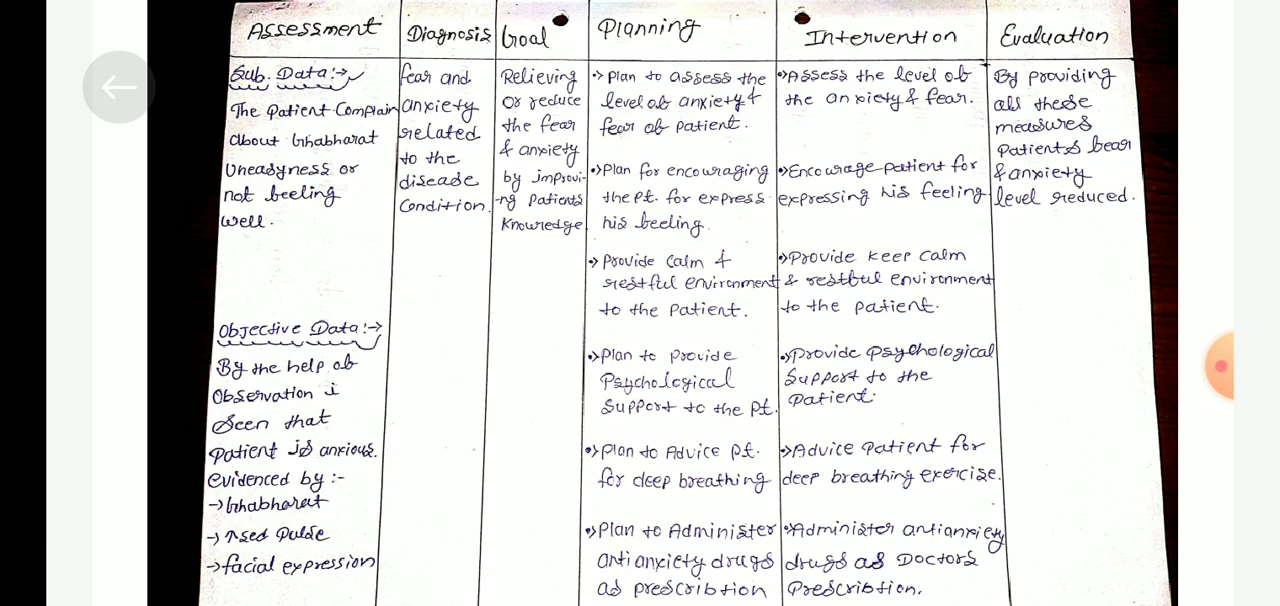 Assessment
Sub. Data:→
The Patient Complain
about Ghabharat
Uneasyness or
not feeling
well.
Objective Data:→
By the help of
Observation i
Seen that
Patient is anxious.
evidenced by:-
→ Ghabharat
→ ↑sed Pulse
→ facial expression
Diagnosis
fear and
anxiety
related
to the
disease
Condition.
Goal
Relieving
or reduce
the fear
& anxiety
by improvi-
ng Patients
Knowledge
Planning
→ Plan to assess the
level of anxiety &
fear of Patient.
→ Plan for encouraging
the Pt. for express
his feeling.
→ Provide Calm &
restful environment
to the Patient.
→ Plan to Provide
Psychological
Support to the Pt.
→ Plan to Advice Pt.
for deep breathing
→ Plan to Administer
antianxiety drugs
as prescribtion
Intervention
→ Assess the level of
the anxiety & fear.
→ Encourage Patient for
expressing his feeling
→ Provide Keep Calm
& restful environment
to the Patient.
→ Provide Psychological
Support to the
Patient.
→ Advice Patient for
deep breathing exercise.
→ Administer antianxiety
drugs as Doctors
Prescribtion.
Evaluation
By providing
all these
measures
Patients fear
& anxiety
level reduced.